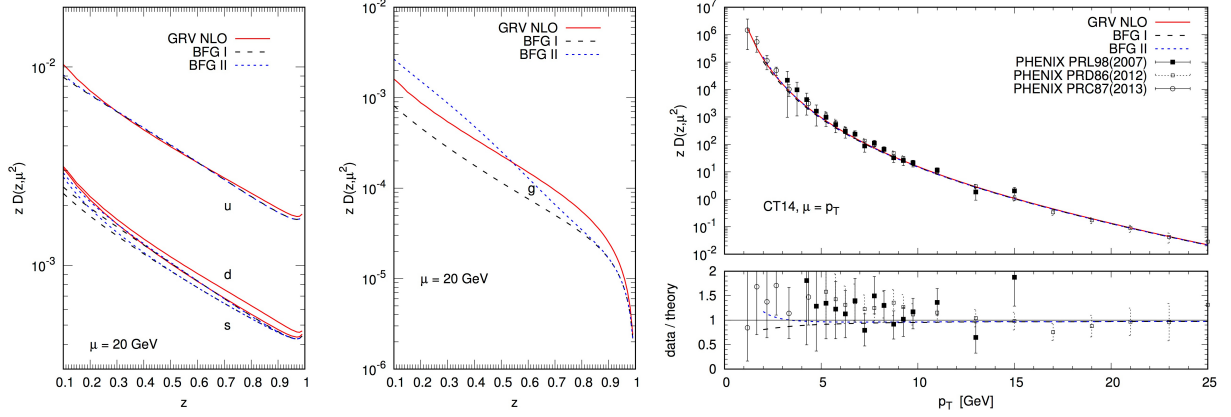 z D(z,μ²)
10⁻²
10⁻³
GRV NLO
BFG I
BFG II
u
d
s
μ = 20 GeV
0.1 0.2 0.3 0.4 0.5 0.6 0.7 0.8 0.9 1
z
z D(z,μ²)
10⁻¹
10⁻²
10⁻³
10⁻⁴
10⁻⁵
10⁻⁶
GRV NLO
BFG I
BFG II
g
μ = 20 GeV
0.1 0.2 0.3 0.4 0.5 0.6 0.7 0.8 0.9 1
z
z D(z,μ²)
10⁷
10⁶
10⁵
10⁴
10³
10²
10¹
10⁰
10⁻¹
10⁻²
GRV NLO
BFG I
BFG II
PHENIX PRL98(2007)
PHENIX PRD86(2012)
PHENIX PRC87(2013)
CT14, μ = p_T
data / theory
2
1.5
1
0.5
0
0 5 10 15 20 25
p_T [GeV]